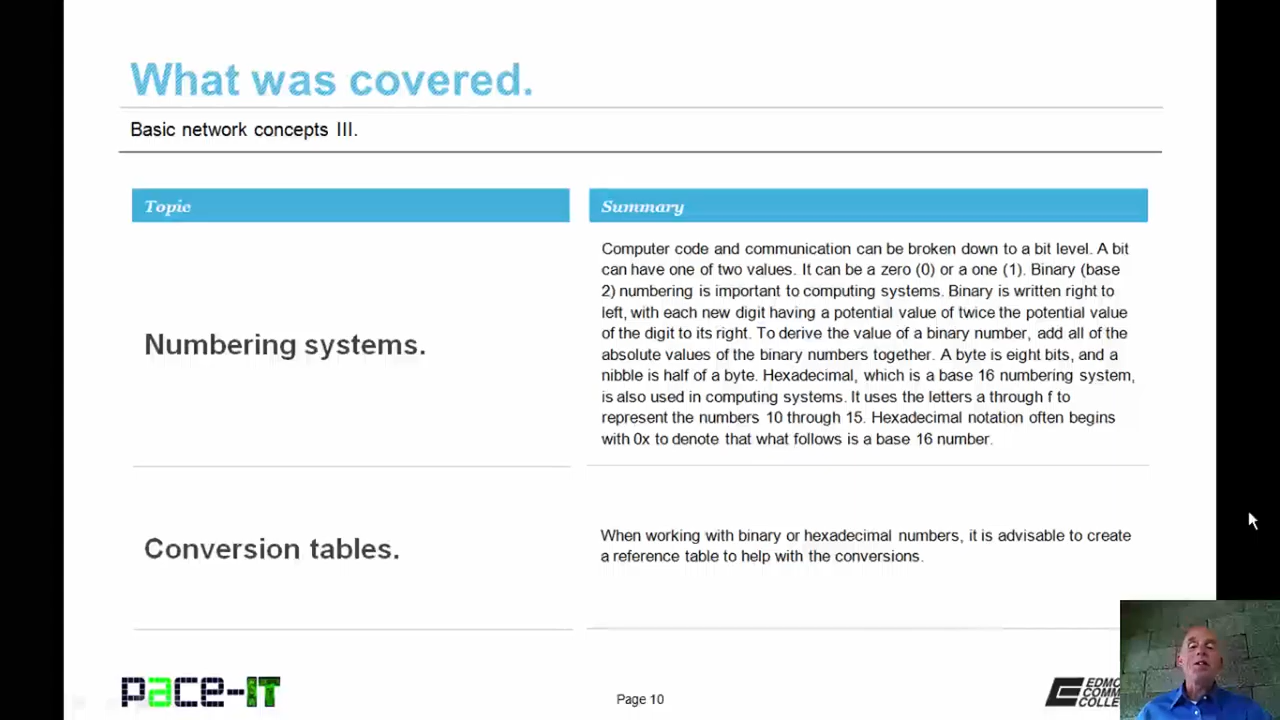 What was covered.
Basic network concepts III.
Topic
Summary
Numbering systems.
Computer code and communication can be broken down to a bit level. A bit
can have one of two values. It can be a zero (0) or a one (1). Binary (base
2) numbering is important to computing systems. Binary is written right to
left, with each new digit having a potential value of twice the potential value
of the digit to its right. To derive the value of a binary number, add all of the
absolute values of the binary numbers together. A byte is eight bits, and a
nibble is half of a byte. Hexadecimal, which is a base 16 numbering system,
is also used in computing systems. It uses the letters a through f to
represent the numbers 10 through 15. Hexadecimal notation often begins
with 0x to denote that what follows is a base 16 number.
Conversion tables.
When working with binary or hexadecimal numbers, it is advisable to create
a reference table to help with the conversions.
PACE-IT
Page 10